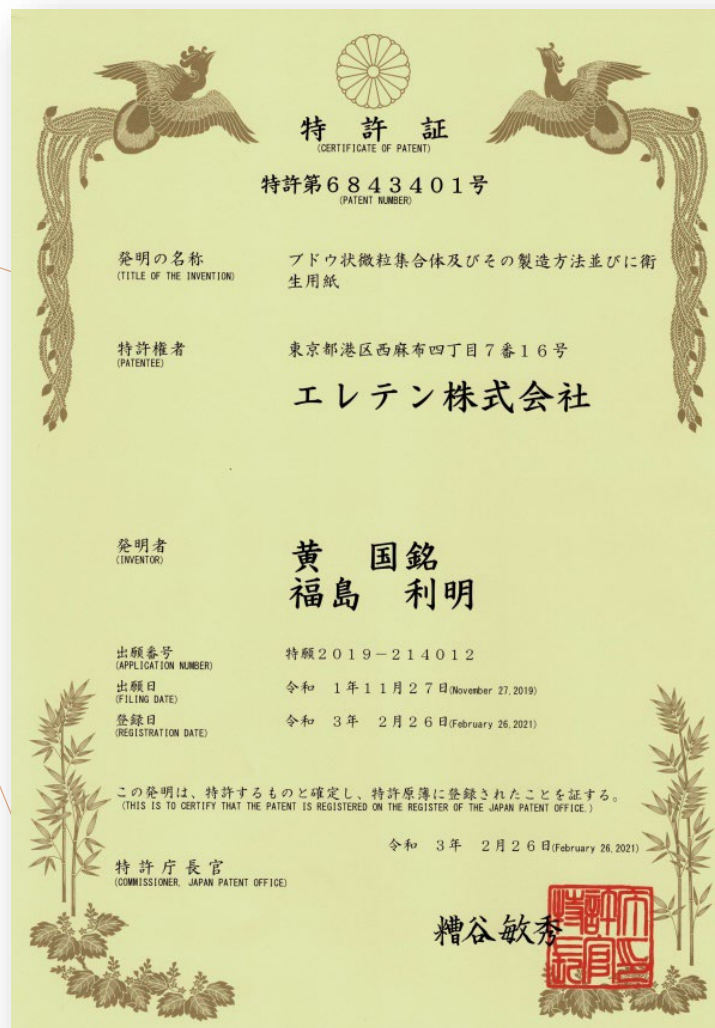 特許証
(CERTIFICATE OF PATENT)
特許第6843401号
(PATENT NUMBER)
発明の名称
(TITLE OF THE INVENTION)
ブドウ状微粒集合体及びその製造方法並びに衛
生用紙
特許権者
(PATENTEE)
東京都港区西麻布四丁目7番16号
エレテン株式会社
発明者
(INVENTOR)
黄　国銘
福島　利明
出願番号
(APPLICATION NUMBER)
特願2019-214012
出願日
(FILING DATE)
令和 1年11月27日(November 27,2019)
登録日
(REGISTRATION DATE)
令和 3年 2月26日(February 26,2021)
この発明は、特許するものと確定し、特許原簿に登録されたことを証する。
(THIS IS TO CERTIFY THAT THE PATENT IS REGISTERED ON THE REGISTER OF THE JAPAN PATENT OFFICE.)
令和 3年 2月26日(February 26,2021)
特許庁長官
(COMMISSIONER, JAPAN PATENT OFFICE)
糟谷敏秀